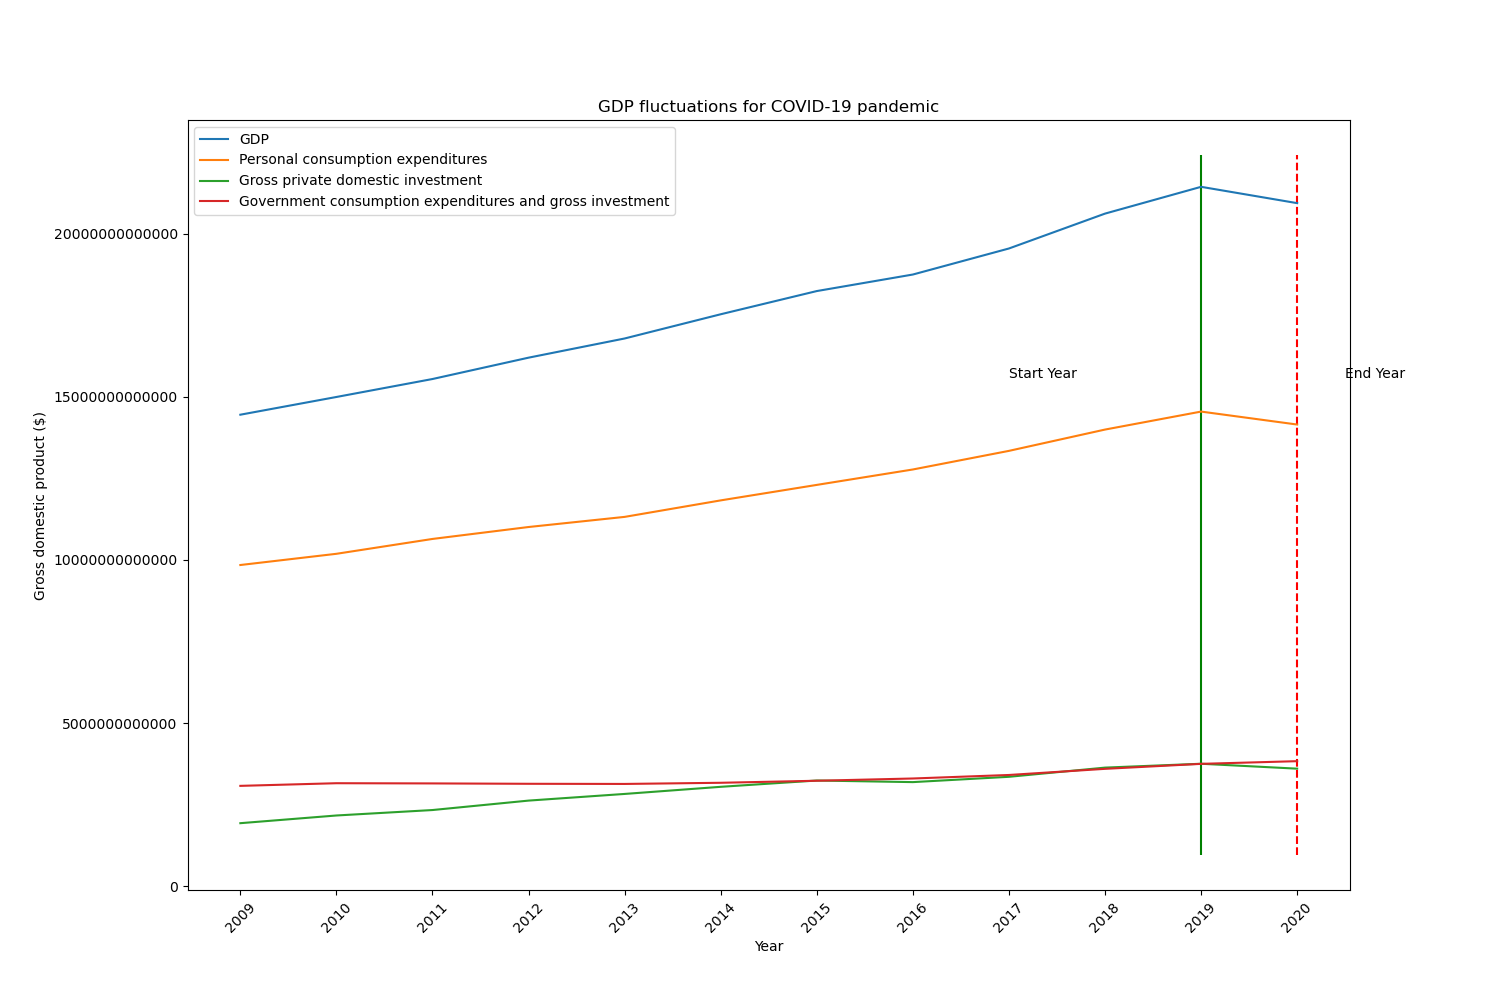 GDP fluctuations for COVID-19 pandemic
GDP
Personal consumption expenditures
Gross private domestic investment
Government consumption expenditures and gross investment
Gross domestic product ($)
20000000000000
15000000000000
10000000000000
5000000000000
0
Start Year
End Year
2009
2010
2011
2012
2013
2014
2015
2016
2017
2018
2019
2020
Year